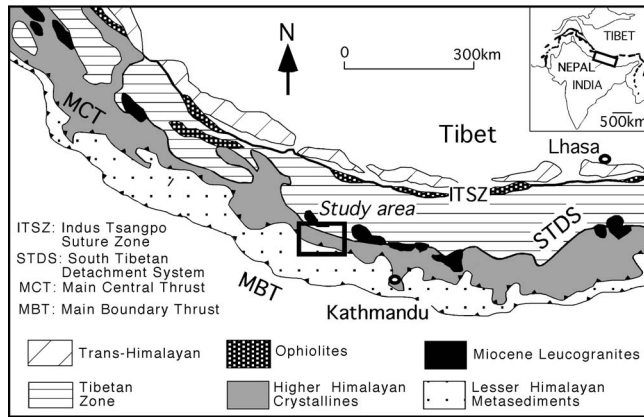 N
0
300km
TIBET
NEPAL
INDIA
500km
MCT
Tibet
Lhasa
ITSZ
Study area
STDS
ITSZ: Indus Tsangpo
Suture Zone
STDS: South Tibetan
Detachment System
MCT: Main Central Thrust
MBT: Main Boundary Thrust
MBT
Kathmandu
Trans-Himalayan
Ophiolites
Miocene Leucogranites
Tibetan
Zone
Higher Himalayan
Crystallines
Lesser Himalayan
Metasediments